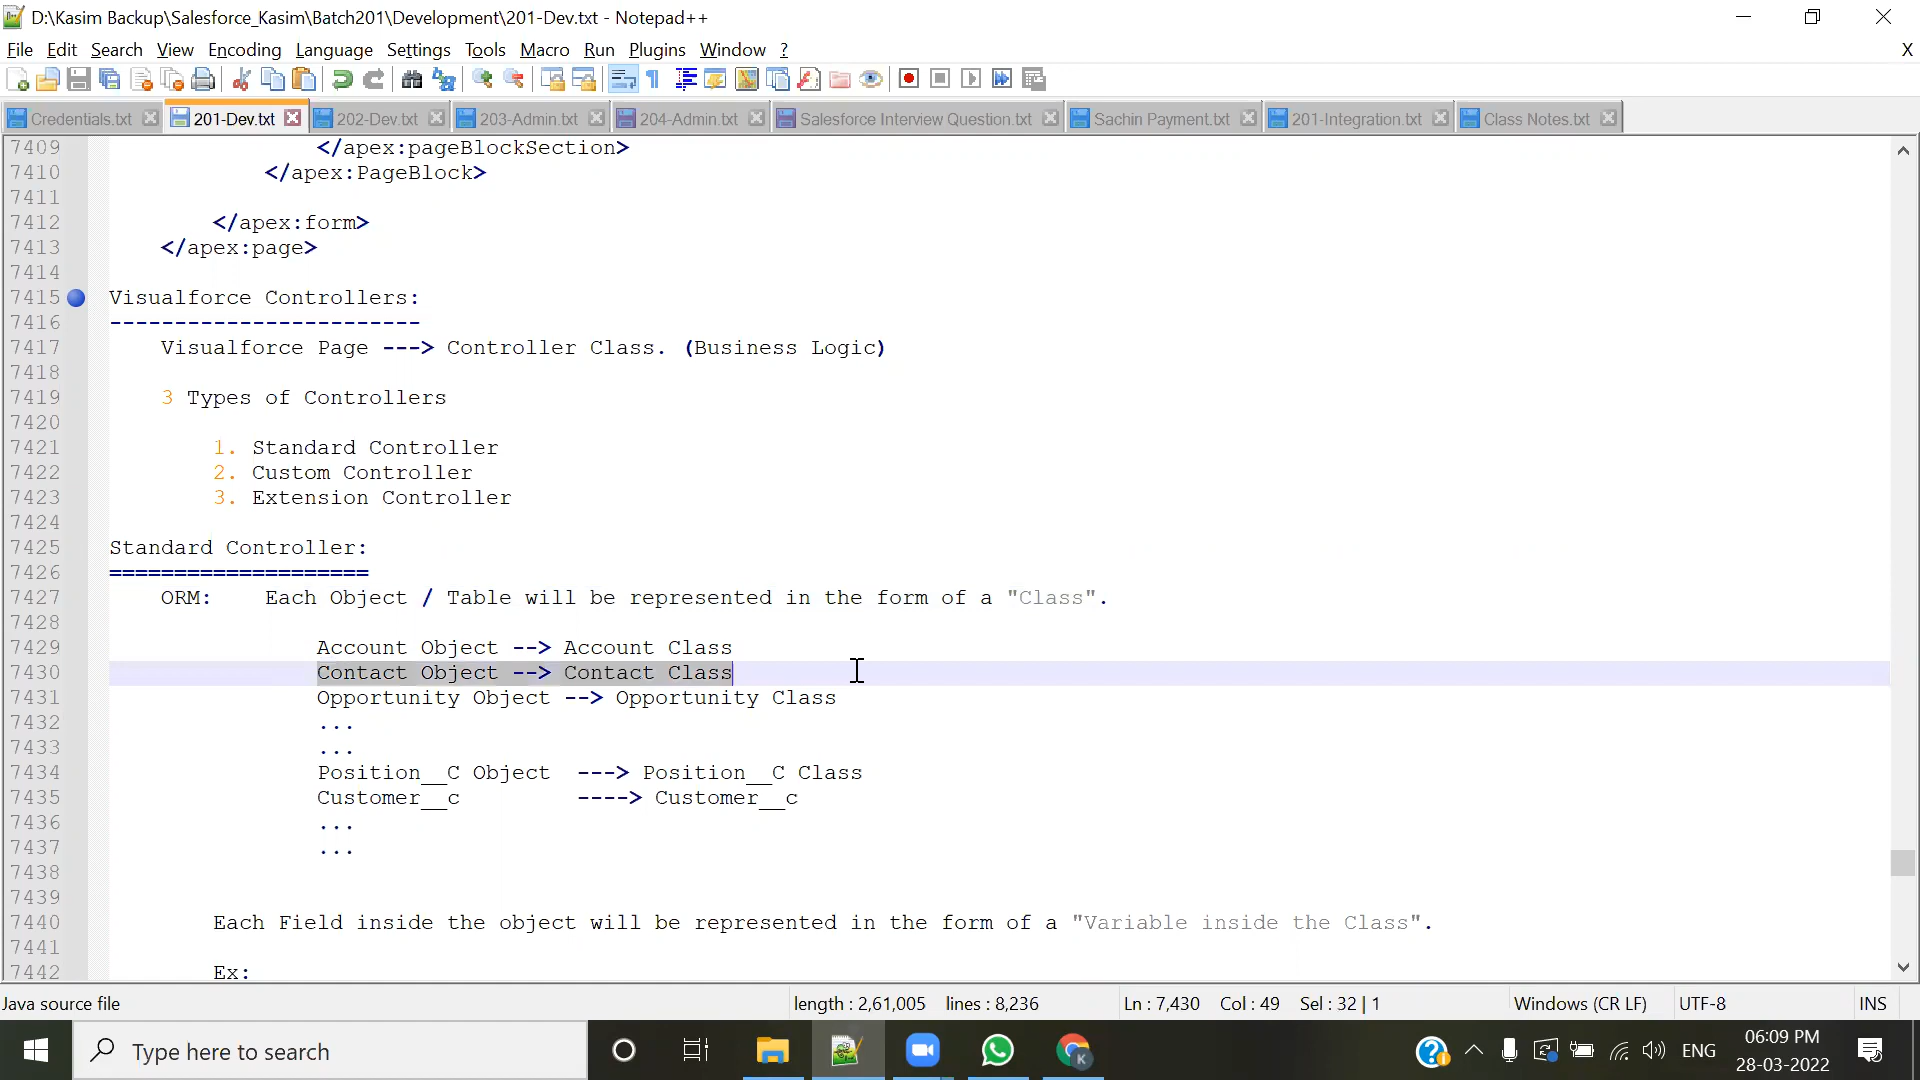 D:\Kasim Backup\Salesforce_Kasim\Batch201\Development\201-Dev.txt - Notepad++
File Edit Search View Encoding Language Settings Tools Macro Run Plugins Window ? X
Credentials.txt 201-Dev.txt 202-Dev.txt 203-Admin.txt 204-Admin.txt Salesforce Interview Question.txt Sachin Payment.txt 201-Integration.txt Class Notes.txt
7409 </apex:pageBlockSection>
7410 </apex:PageBlock>
7411
7412 </apex:form>
7413 </apex:page>
7414
7415 Visualforce Controllers:
7416 ------------------------
7417 Visualforce Page ---> Controller Class. (Business Logic)
7418
7419 3 Types of Controllers
7420
7421 1. Standard Controller
7422 2. Custom Controller
7423 3. Extension Controller
7424
7425 Standard Controller:
7426 ====================
7427 ORM: Each Object / Table will be represented in the form of a "Class".
7428
7429 Account Object --> Account Class
7430 Contact Object --> Contact Class
7431 Opportunity Object --> Opportunity Class
7432 ...
7433 ...
7434 Position__C Object ---> Position__C Class
7435 Customer__c ----> Customer__c
7436 ...
7437 ...
7438
7439
7440 Each Field inside the object will be represented in the form of a "Variable inside the Class".
7441
7442 Ex:
Java source file length : 2,61,005 lines : 8,236 Ln : 7,430 Col : 49 Sel : 32 | 1 Windows (CR LF) UTF-8 INS
Type here to search ENG 06:09 PM
28-03-2022